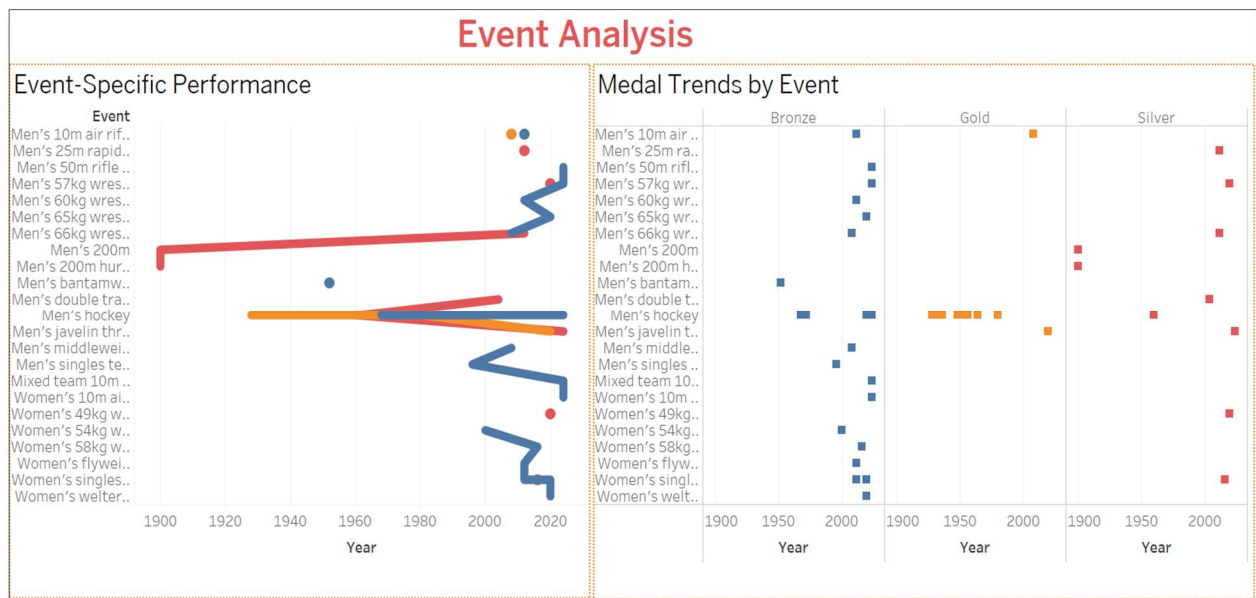 Event Analysis
Event-Specific Performance
Event
Men's 10m air rif..
Men's 25m rapid..
Men's 50m rifle ..
Men's 57kg wres..
Men's 60kg wres..
Men's 65kg wres..
Men's 66kg wres..
Men's 200m
Men's 200m hur..
Men's bantamw..
Men's double tra..
Men's hockey
Men's javelin thr..
Men's middlewei..
Men's singles te..
Mixed team 10m ..
Women's 10m ai..
Women's 49kg w..
Women's 54kg w..
Women's 58kg w..
Women's flywei..
Women's singles..
Women's welter..
1900 1920 1940 1960 1980 2000 2020
Year
Medal Trends by Event
Bronze Gold Silver
Men's 10m air ..
Men's 25m ra..
Men's 50m rifl..
Men's 57kg wr..
Men's 60kg wr..
Men's 65kg wr..
Men's 66kg wr..
Men's 200m
Men's 200m h..
Men's bantam..
Men's double t..
Men's hockey
Men's javelin t..
Men's middle..
Men's singles ..
Mixed team 10..
Women's 10m ..
Women's 49kg..
Women's 54kg..
Women's 58kg..
Women's flyw..
Women's singl..
Women's welt..
1900 1950 2000 1900 1950 2000 1900 1950 2000
Year Year Year